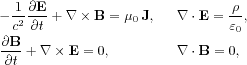 −(1/c²) ∂𝐄/∂t + ∇ × 𝐁 = μ₀ 𝐉,   ∇ · 𝐄 = ρ/ε₀,
∂𝐁/∂t + ∇ × 𝐄 = 0,   ∇ · 𝐁 = 0,